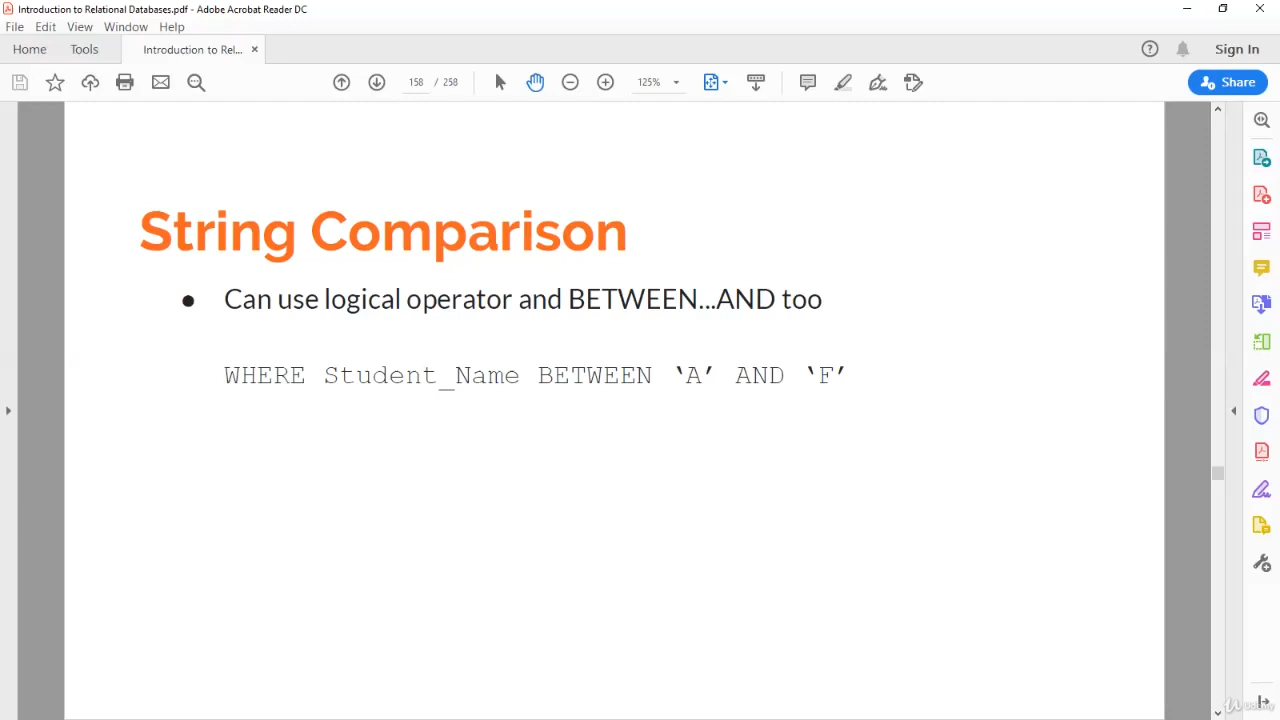 Introduction to Relational Databases.pdf - Adobe Acrobat Reader DC
File Edit View Window Help
Home Tools Introduction to Rel... × Sign In
158 / 258 125% Share
String Comparison
● Can use logical operator and BETWEEN...AND too
WHERE Student_Name BETWEEN ‘A’ AND ‘F’
Udemy